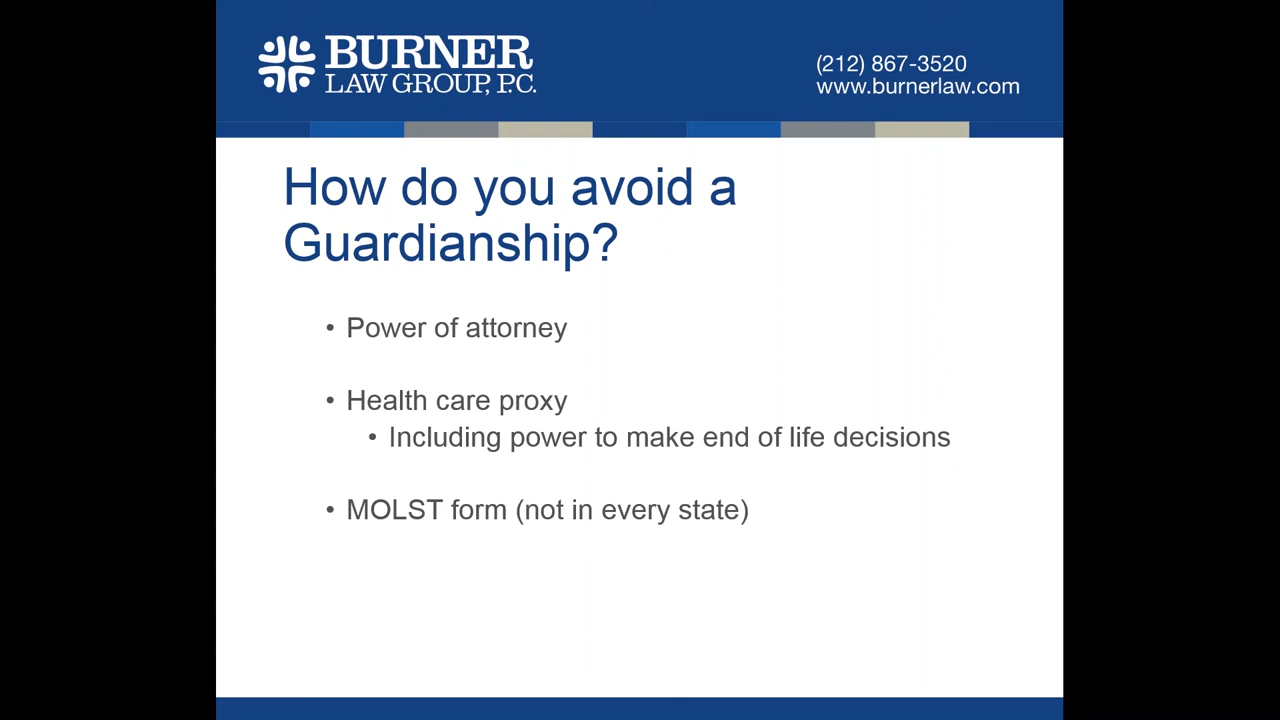 BURNER
LAW GROUP, P.C.
(212) 867-3520
www.burnerlaw.com
How do you avoid a
Guardianship?
• Power of attorney
• Health care proxy
• Including power to make end of life decisions
• MOLST form (not in every state)